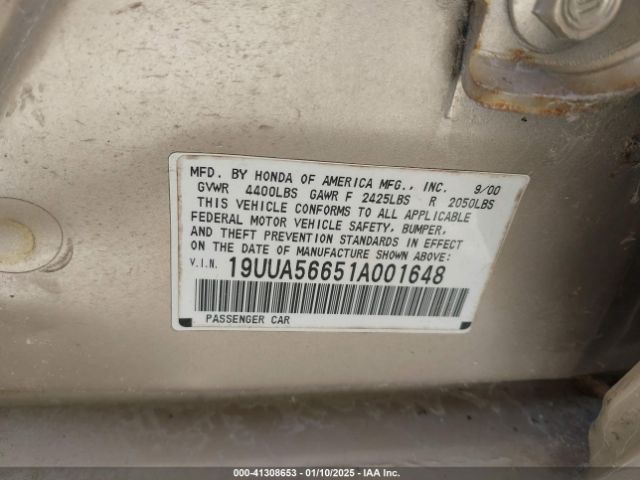 MFD. BY HONDA OF AMERICA MFG., INC. 9/00
GVWR 4400LBS GAWR F 2425LBS R 2050LBS
THIS VEHICLE CONFORMS TO ALL APPLICABLE
FEDERAL MOTOR VEHICLE SAFETY, BUMPER,
AND THEFT PREVENTION STANDARDS IN EFFECT
ON THE DATE OF MANUFACTURE SHOWN ABOVE:
V.I.N. 19UUA56651A001648
PASSENGER CAR
000-41308653 — 01/10/2025 — IAA Inc.